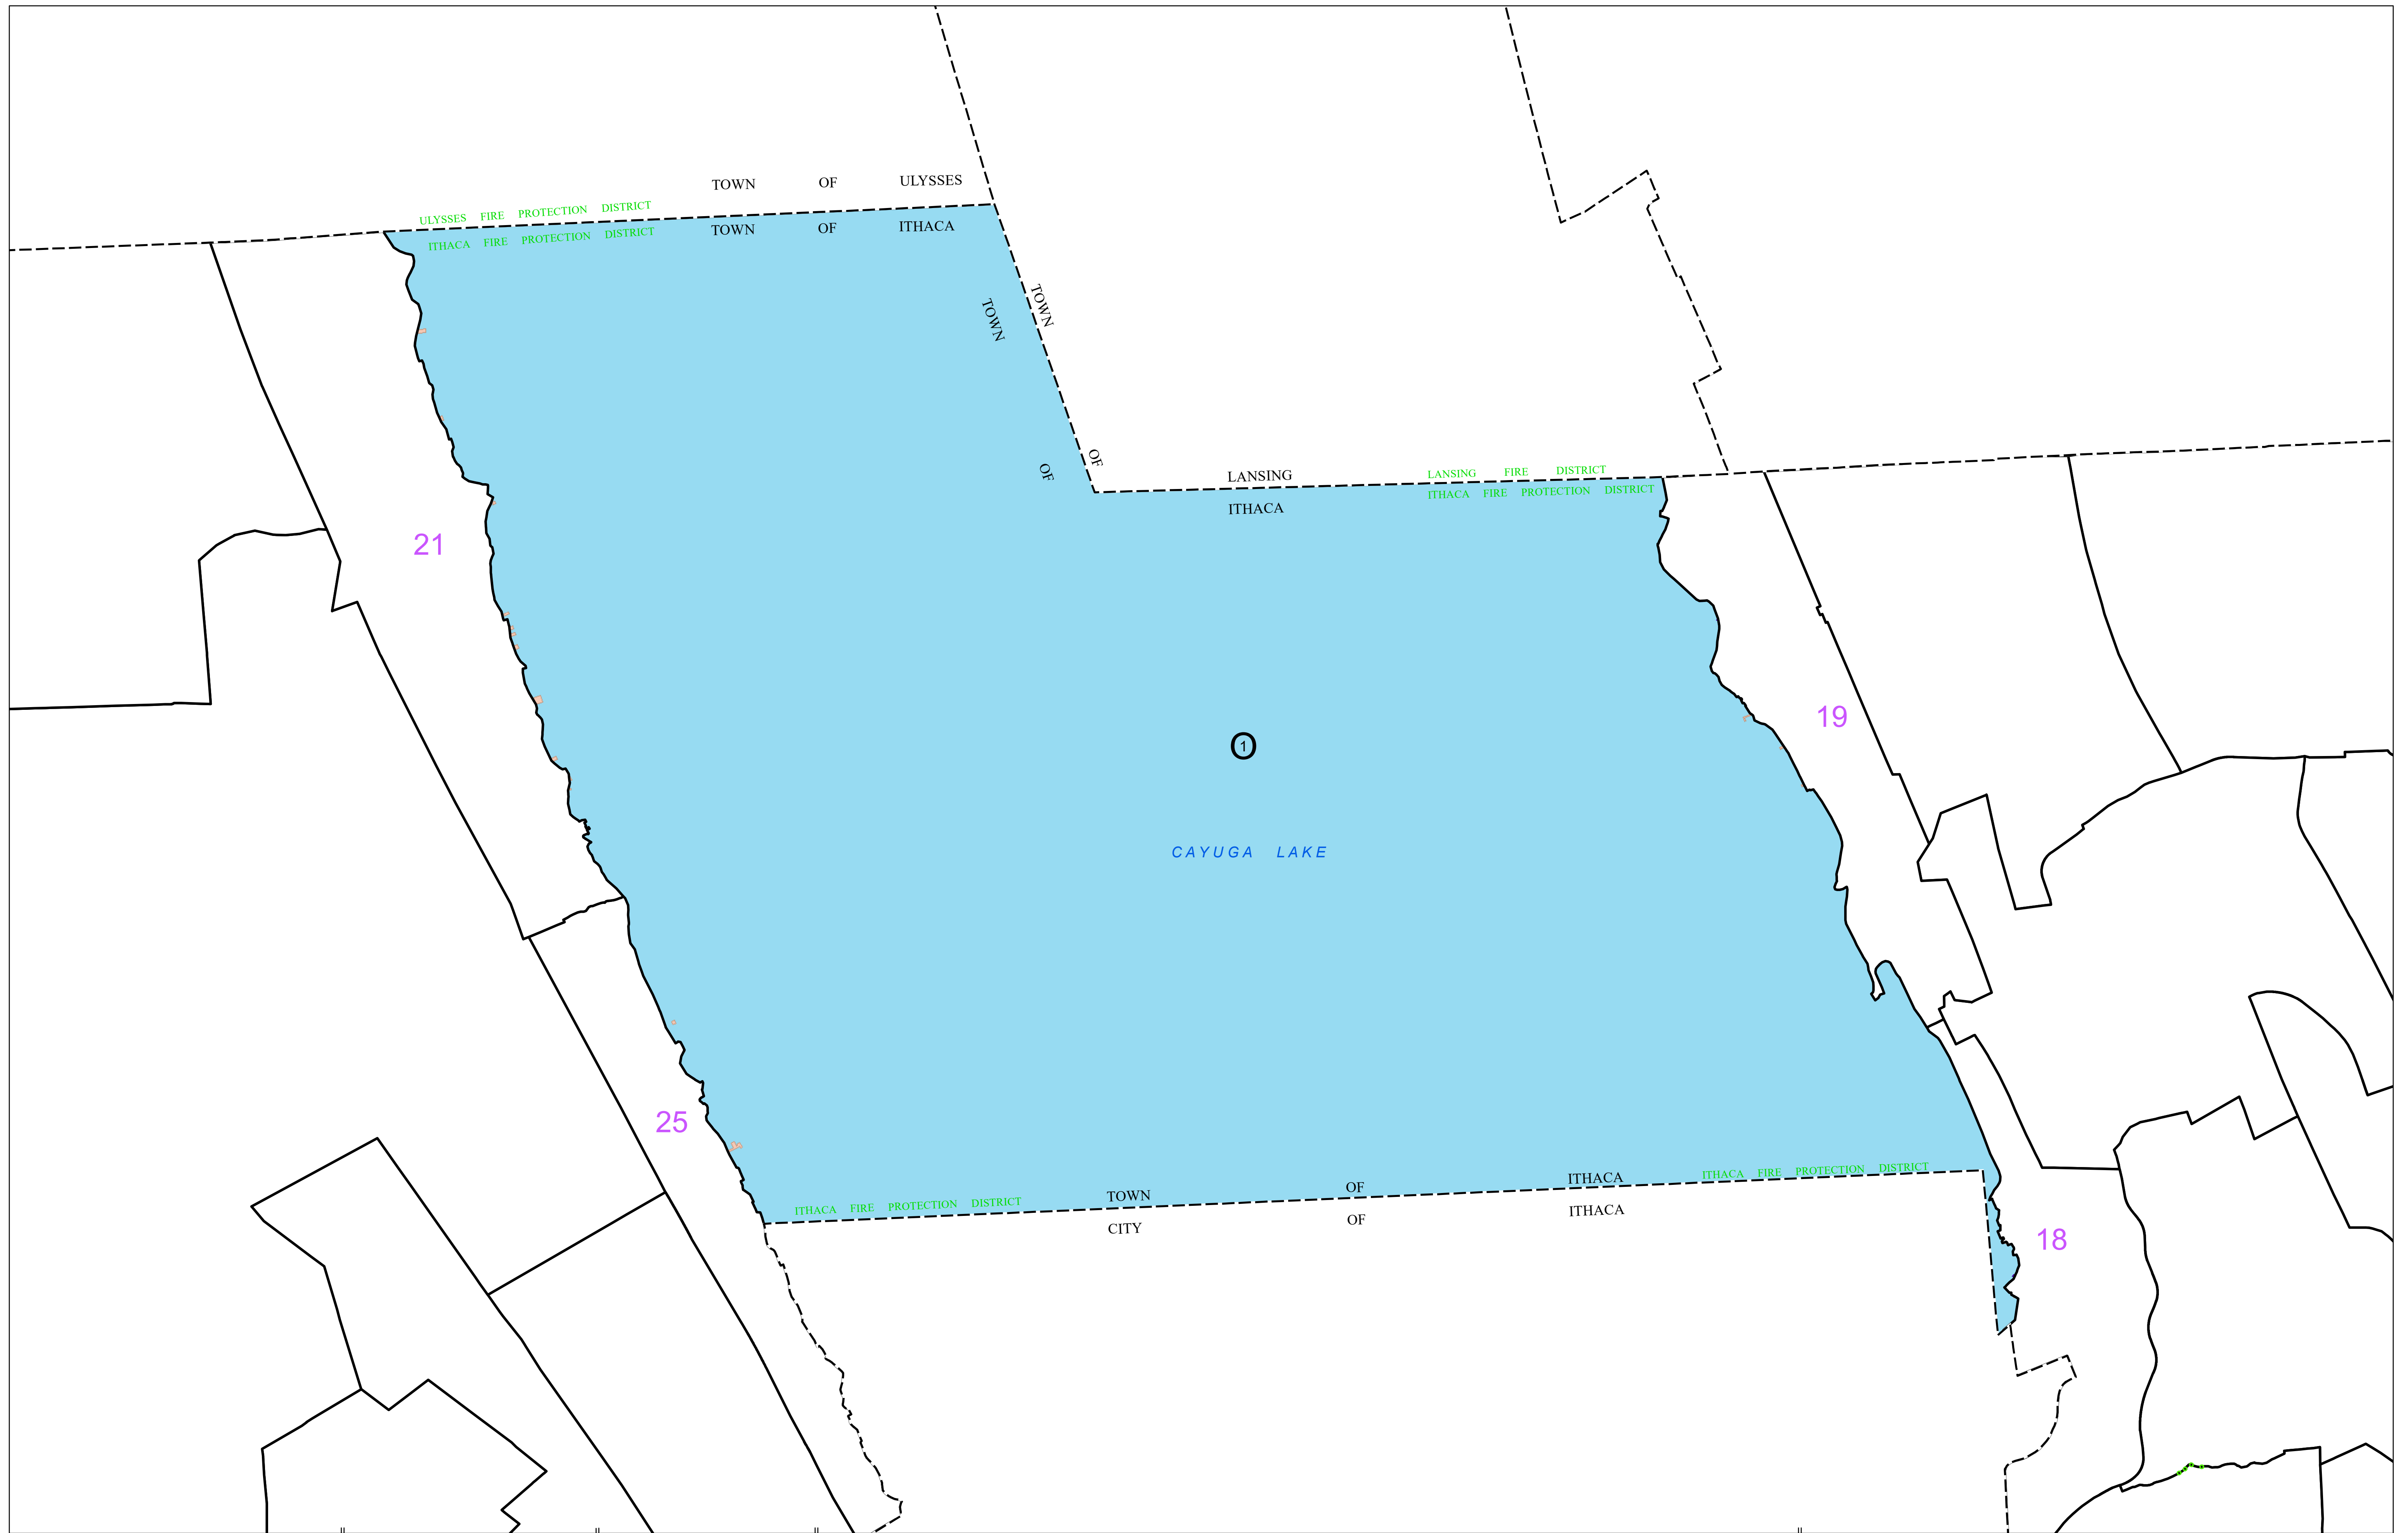 TOWN OF ULYSSES
ULYSSES FIRE PROTECTION DISTRICT
TOWN OF ITHACA
ITHACA FIRE PROTECTION DISTRICT
TOWN OF LANSING
TOWN OF ITHACA
LANSING FIRE DISTRICT
ITHACA FIRE PROTECTION DISTRICT
21
19
1
CAYUGA LAKE
25
ITHACA FIRE PROTECTION DISTRICT
TOWN OF ITHACA
ITHACA FIRE PROTECTION DISTRICT
CITY OF ITHACA
18